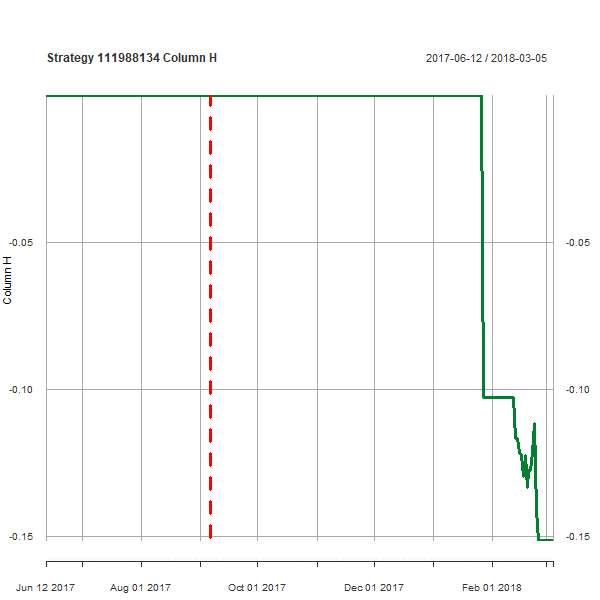 Strategy 111988134 Column H 2017-06-12 / 2018-03-05
-0.05 -0.05
Column H
-0.10 -0.10
-0.15 -0.15
Jun 12 2017 Aug 01 2017 Oct 01 2017 Dec 01 2017 Feb 01 2018